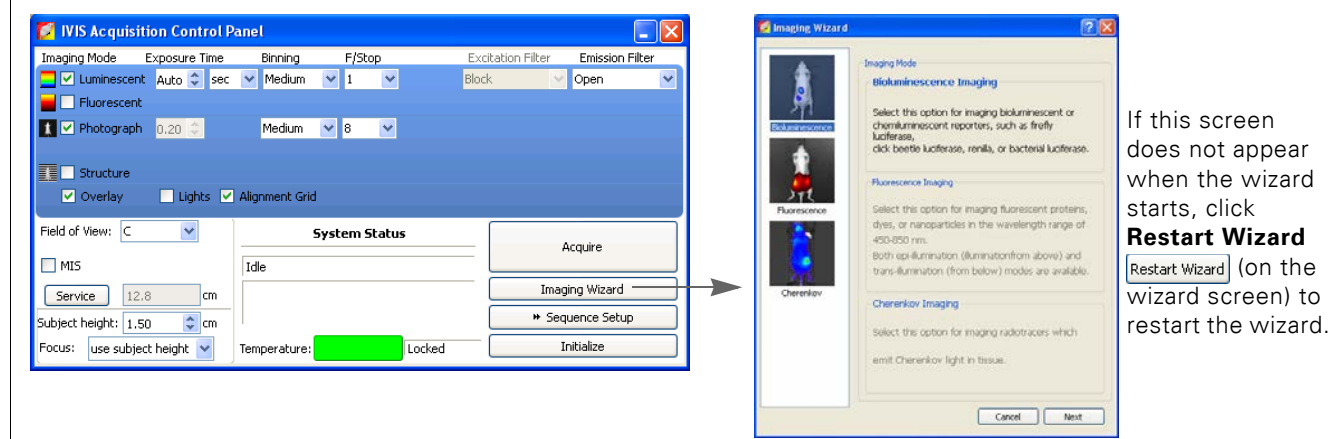 IVIS Acquisition Control Panel
Imaging Mode Exposure Time Binning F/Stop Excitation Filter Emission Filter
Luminescent Auto sec Medium 1 Block Open
Fluorescent
Photograph 0.20 Medium 8
Structure
Overlay Lights Alignment Grid
Field of View: C
MIS
Service 12.8 cm
Subject height: 1.50 cm
Focus: use subject height
System Status
Idle
Temperature: Locked
Acquire
Imaging Wizard
Sequence Setup
Initialize
Imaging Wizard
Bioluminescence
Fluorescence
Cherenkov
Imaging Mode
Bioluminescence Imaging
Select this option for imaging bioluminescent or
chemiluminescent reporters, such as firefly
luciferase,
click beetle luciferase, renilla, or bacterial luciferase.
Fluorescence Imaging
Select this option for imaging fluorescent proteins,
dyes, or nanoparticles in the wavelength range of
450-850 nm.
Both epi-illumination (illuminationfrom above) and
trans-illumination (from below) modes are available.
Cherenkov Imaging
Select this option for imaging radiotracers which
emit Cherenkov light in tissue.
Cancel Next
If this screen
does not appear
when the wizard
starts, click
Restart Wizard
Restart Wizard (on the
wizard screen) to
restart the wizard.